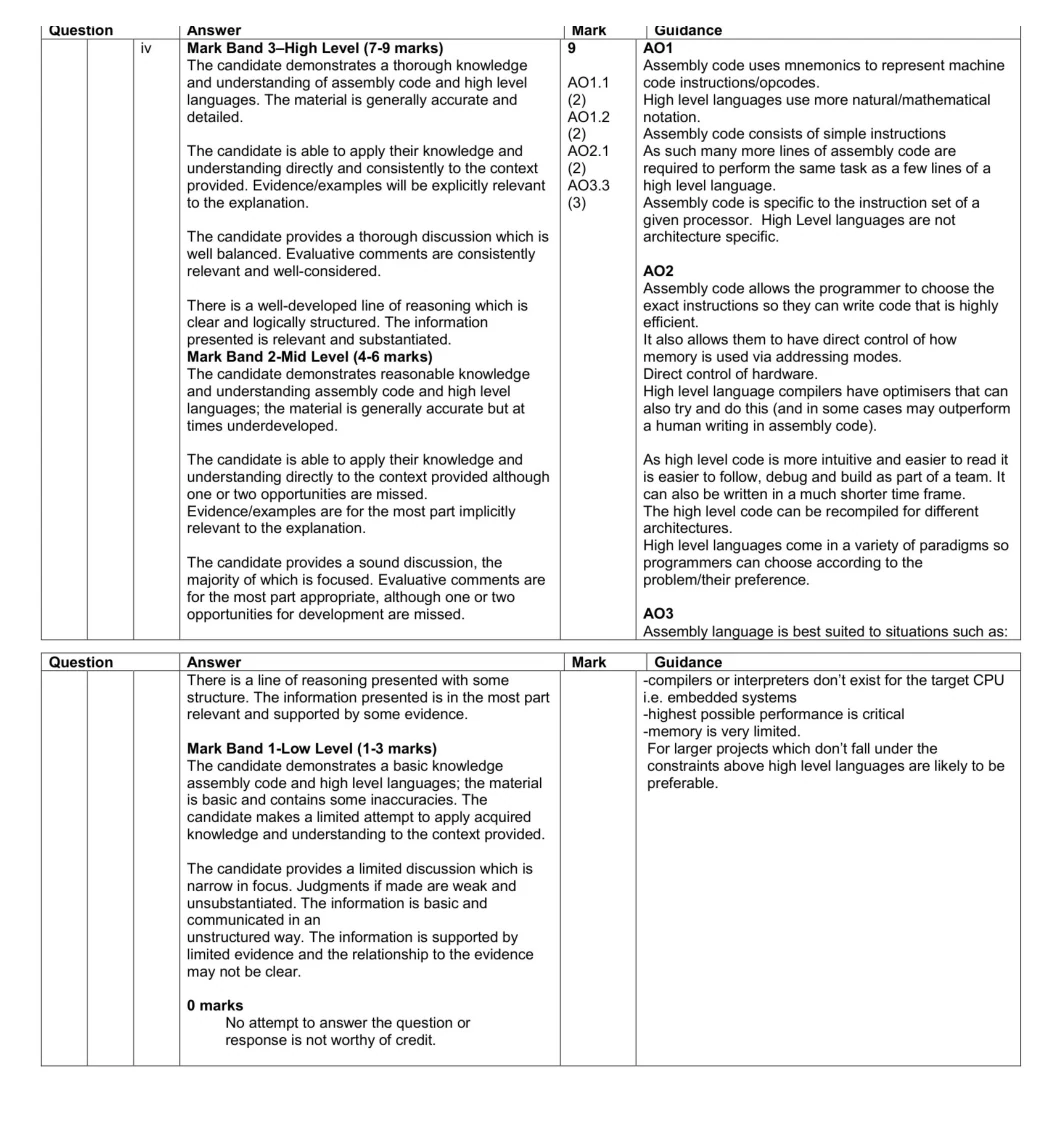 Question Answer Mark Guidance
iv
Mark Band 3–High Level (7-9 marks)
The candidate demonstrates a thorough knowledge
and understanding of assembly code and high level
languages. The material is generally accurate and
detailed.
The candidate is able to apply their knowledge and
understanding directly and consistently to the context
provided. Evidence/examples will be explicitly relevant
to the explanation.
The candidate provides a thorough discussion which is
well balanced. Evaluative comments are consistently
relevant and well-considered.
There is a well-developed line of reasoning which is
clear and logically structured. The information
presented is relevant and substantiated.
Mark Band 2-Mid Level (4-6 marks)
The candidate demonstrates reasonable knowledge
and understanding assembly code and high level
languages; the material is generally accurate but at
times underdeveloped.
The candidate is able to apply their knowledge and
understanding directly to the context provided although
one or two opportunities are missed.
Evidence/examples are for the most part implicitly
relevant to the explanation.
The candidate provides a sound discussion, the
majority of which is focused. Evaluative comments are
for the most part appropriate, although one or two
opportunities for development are missed.
9
AO1.1
(2)
AO1.2
(2)
AO2.1
(2)
AO3.3
(3)
AO1
Assembly code uses mnemonics to represent machine
code instructions/opcodes.
High level languages use more natural/mathematical
notation.
Assembly code consists of simple instructions
As such many more lines of assembly code are
required to perform the same task as a few lines of a
high level language.
Assembly code is specific to the instruction set of a
given processor.  High Level languages are not
architecture specific.
AO2
Assembly code allows the programmer to choose the
exact instructions so they can write code that is highly
efficient.
It also allows them to have direct control of how
memory is used via addressing modes.
Direct control of hardware.
High level language compilers have optimisers that can
also try and do this (and in some cases may outperform
a human writing in assembly code).
As high level code is more intuitive and easier to read it
is easier to follow, debug and build as part of a team. It
can also be written in a much shorter time frame.
The high level code can be recompiled for different
architectures.
High level languages come in a variety of paradigms so
programmers can choose according to the
problem/their preference.
AO3
Assembly language is best suited to situations such as:
Question Answer Mark Guidance
There is a line of reasoning presented with some
structure. The information presented is in the most part
relevant and supported by some evidence.
Mark Band 1-Low Level (1-3 marks)
The candidate demonstrates a basic knowledge
assembly code and high level languages; the material
is basic and contains some inaccuracies. The
candidate makes a limited attempt to apply acquired
knowledge and understanding to the context provided.
The candidate provides a limited discussion which is
narrow in focus. Judgments if made are weak and
unsubstantiated. The information is basic and
communicated in an
unstructured way. The information is supported by
limited evidence and the relationship to the evidence
may not be clear.
0 marks
No attempt to answer the question or
response is not worthy of credit.
-compilers or interpreters don’t exist for the target CPU
i.e. embedded systems
-highest possible performance is critical
-memory is very limited.
For larger projects which don’t fall under the
constraints above high level languages are likely to be
preferable.